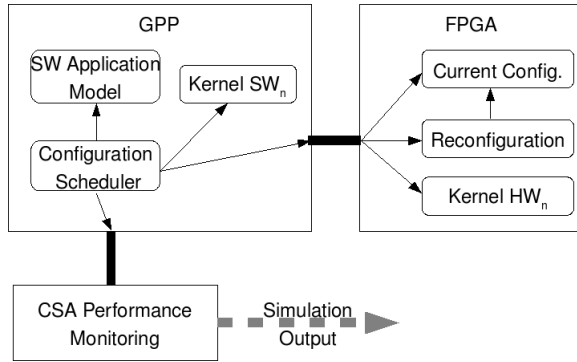 GPP
FPGA
SW Application
Model
Kernel SWn
Current Config.
Configuration
Scheduler
Reconfiguration
Kernel HWn
CSA Performance
Monitoring
Simulation
Output